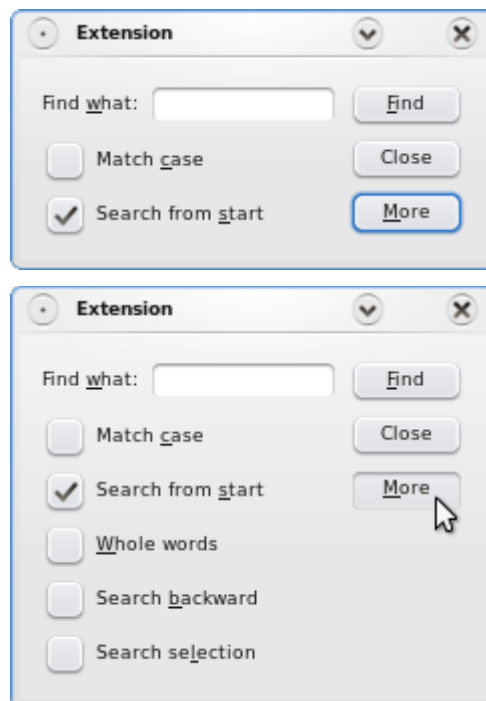 Extension
Find what: Find
Match case Close
Search from start More
Extension
Find what: Find
Match case Close
Search from start More
Whole words
Search backward
Search selection